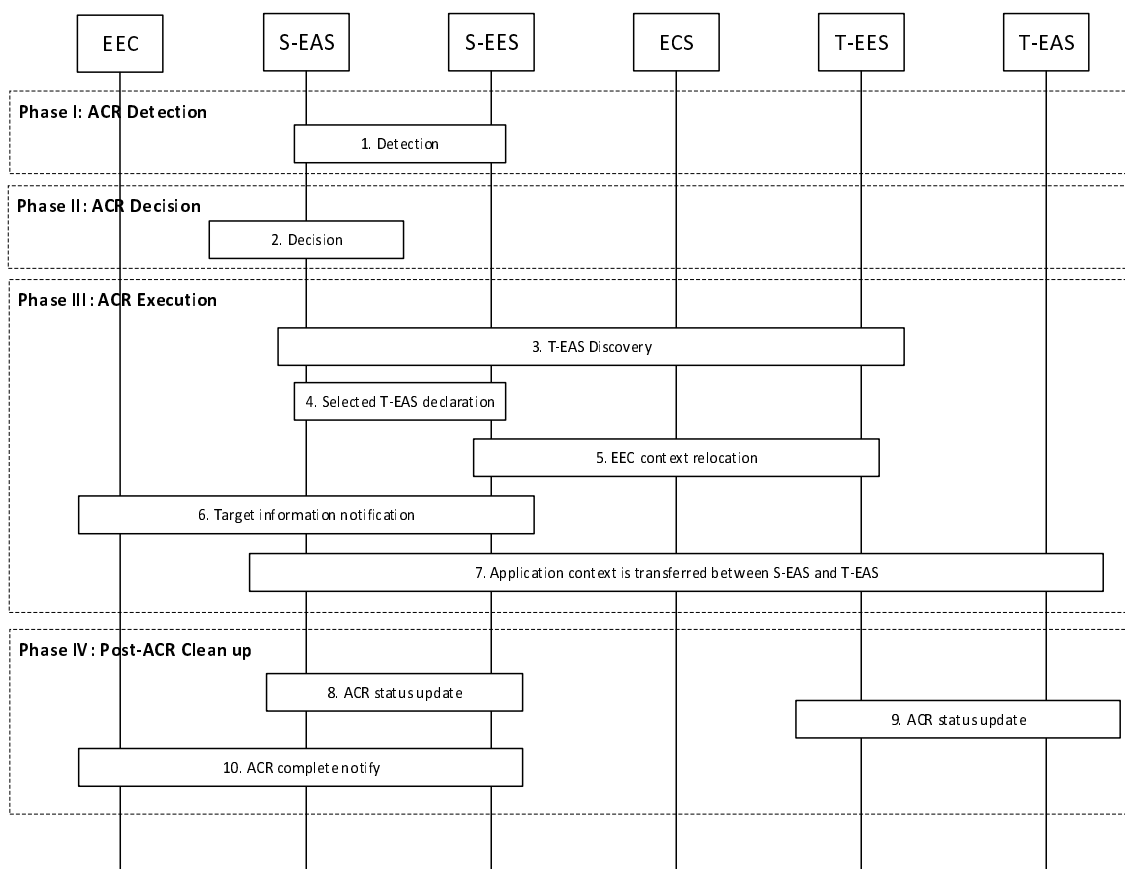 EEC
S-EAS
S-EES
ECS
T-EES
T-EAS
Phase I: ACR Detection
1. Detection
Phase II: ACR Decision
2. Decision
Phase III: ACR Execution
3. T-EAS Discovery
4. Selected T-EAS declaration
5. EEC context relocation
6. Target information notification
7. Application context is transferred between S-EAS and T-EAS
Phase IV: Post-ACR Clean up
8. ACR status update
9. ACR status update
10. ACR complete notify